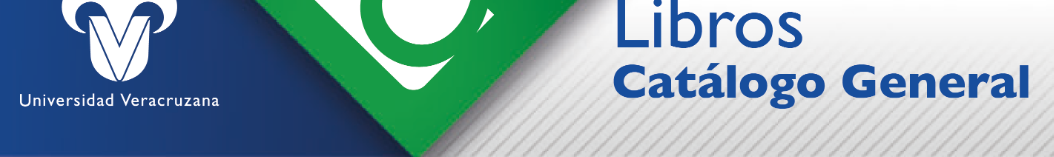 Universidad Veracruzana
Libros
Catálogo General